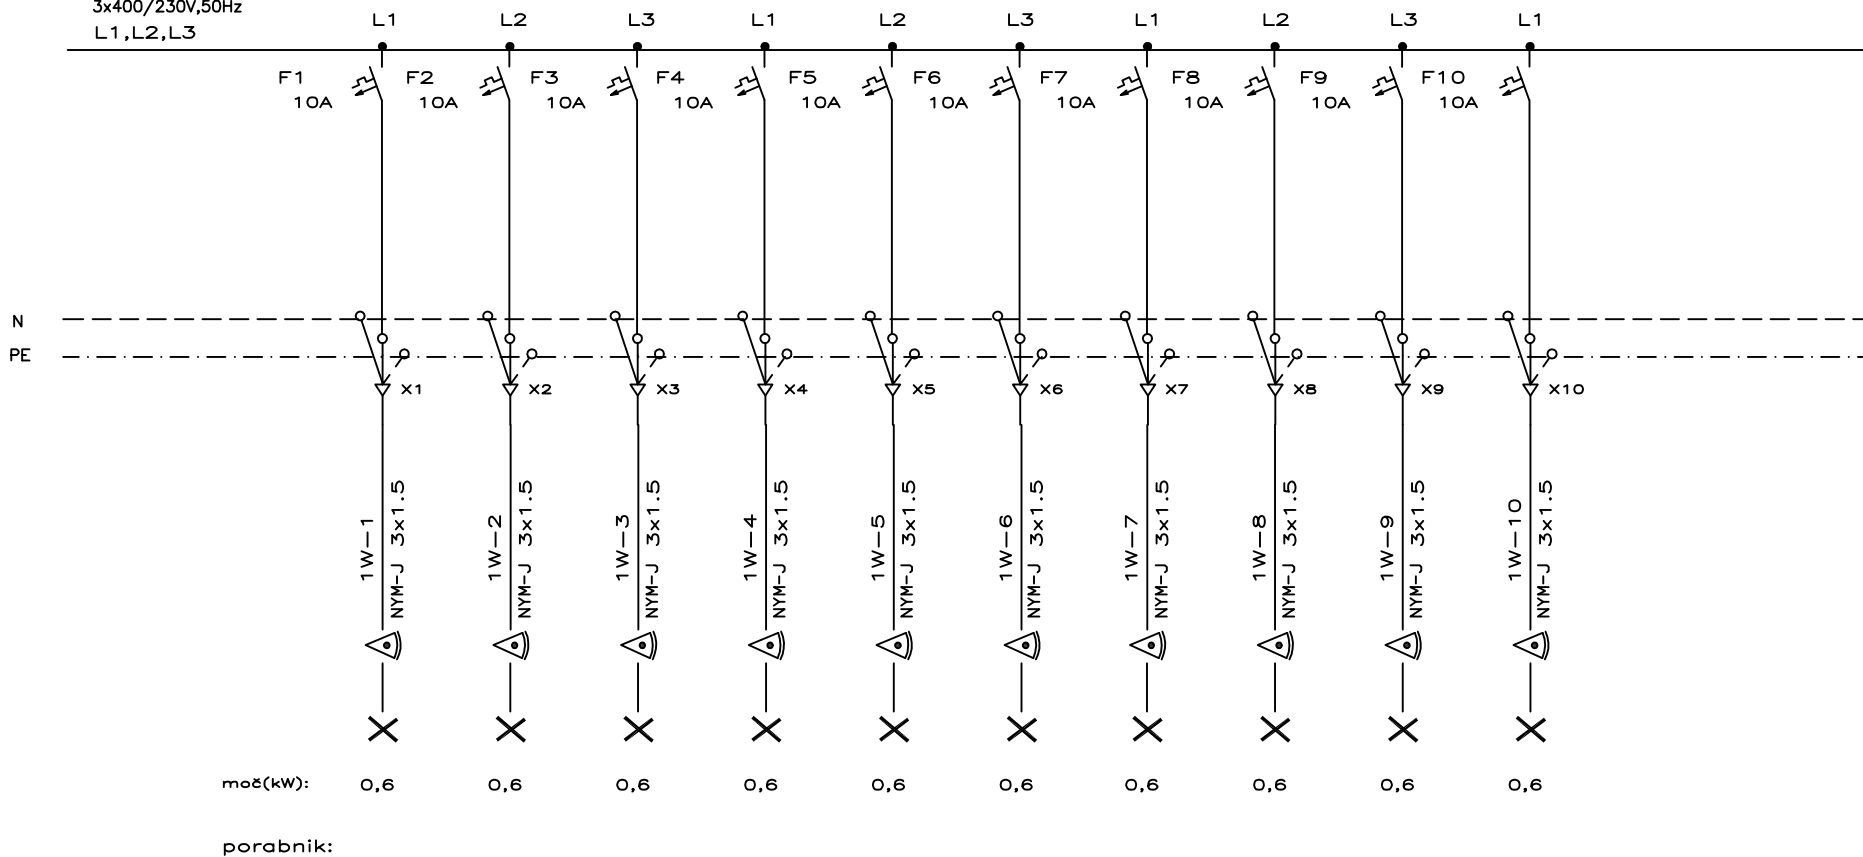 3x400/230V,50Hz
L1 L2 L3 L1 L2 L3 L1 L2 L3 L1
L1,L2,L3
F1 F2 F3 F4 F5 F6 F7 F8 F9 F10
10A 10A 10A 10A 10A 10A 10A 10A 10A 10A
N
PE
X1 X2 X3 X4 X5 X6 X7 X8 X9 X10
1W-1
NYM-J 3x1.5
1W-2
NYM-J 3x1.5
1W-3
NYM-J 3x1.5
1W-4
NYM-J 3x1.5
1W-5
NYM-J 3x1.5
1W-6
NYM-J 3x1.5
1W-7
NYM-J 3x1.5
1W-8
NYM-J 3x1.5
1W-9
NYM-J 3x1.5
1W-10
NYM-J 3x1.5
moč(kW): 0,6 0,6 0,6 0,6 0,6 0,6 0,6 0,6 0,6 0,6
porabnik: